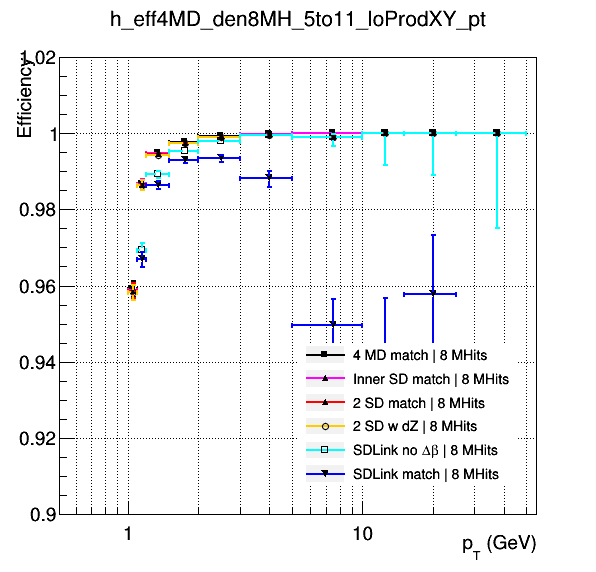 h_eff4MD_den8MH_5to11_loProdXY_pt
Efficiency
1.02
1
0.98
0.96
0.94
0.92
0.9
4 MD match | 8 MHits
Inner SD match | 8 MHits
2 SD match | 8 MHits
2 SD w dZ | 8 MHits
SDLink no Δβ | 8 MHits
SDLink match | 8 MHits
1
10
p_T (GeV)